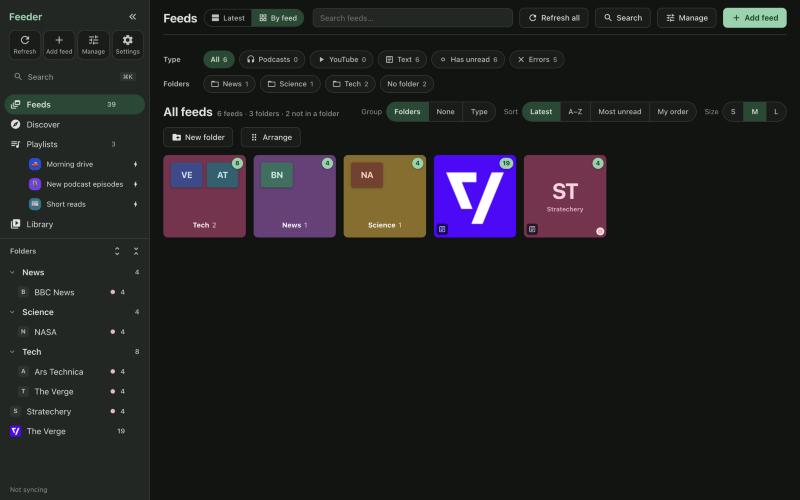 Feeder
Refresh
Add feed
Manage
Settings
Search
⌘K
Feeds 39
Discover
Playlists 3
Morning drive
New podcast episodes
Short reads
Library
Folders
News 4
B BBC News 4
Science 4
N NASA 4
Tech 8
A Ars Technica 4
T The Verge 4
S Stratechery 4
The Verge 19
Not syncing
Feeds
Latest
By feed
Search feeds...
Refresh all
Search
Manage
Add feed
Type
All 6
Podcasts 0
YouTube 0
Text 6
Has unread 6
Errors 5
Folders
News 1
Science 1
Tech 2
No folder 2
All feeds 6 feeds · 3 folders · 2 not in a folder
Group
Folders
None
Type
Sort
Latest
A–Z
Most unread
My order
Size
S
M
L
New folder
Arrange
8
VE AT
Tech 2
4
BN
News 1
4
NA
Science 1
19
4
ST
Stratechery